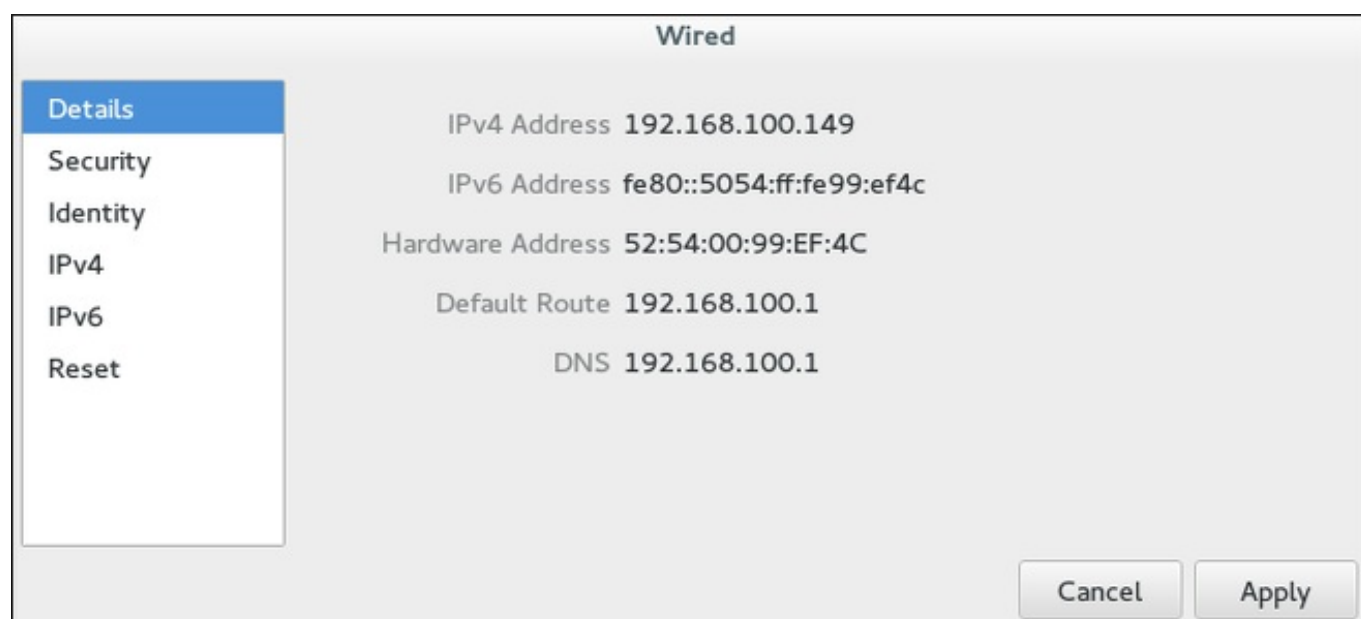 Wired
Details
Security
Identity
IPv4
IPv6
Reset
IPv4 Address 192.168.100.149
IPv6 Address fe80::5054:ff:fe99:ef4c
Hardware Address 52:54:00:99:EF:4C
Default Route 192.168.100.1
DNS 192.168.100.1
Cancel Apply